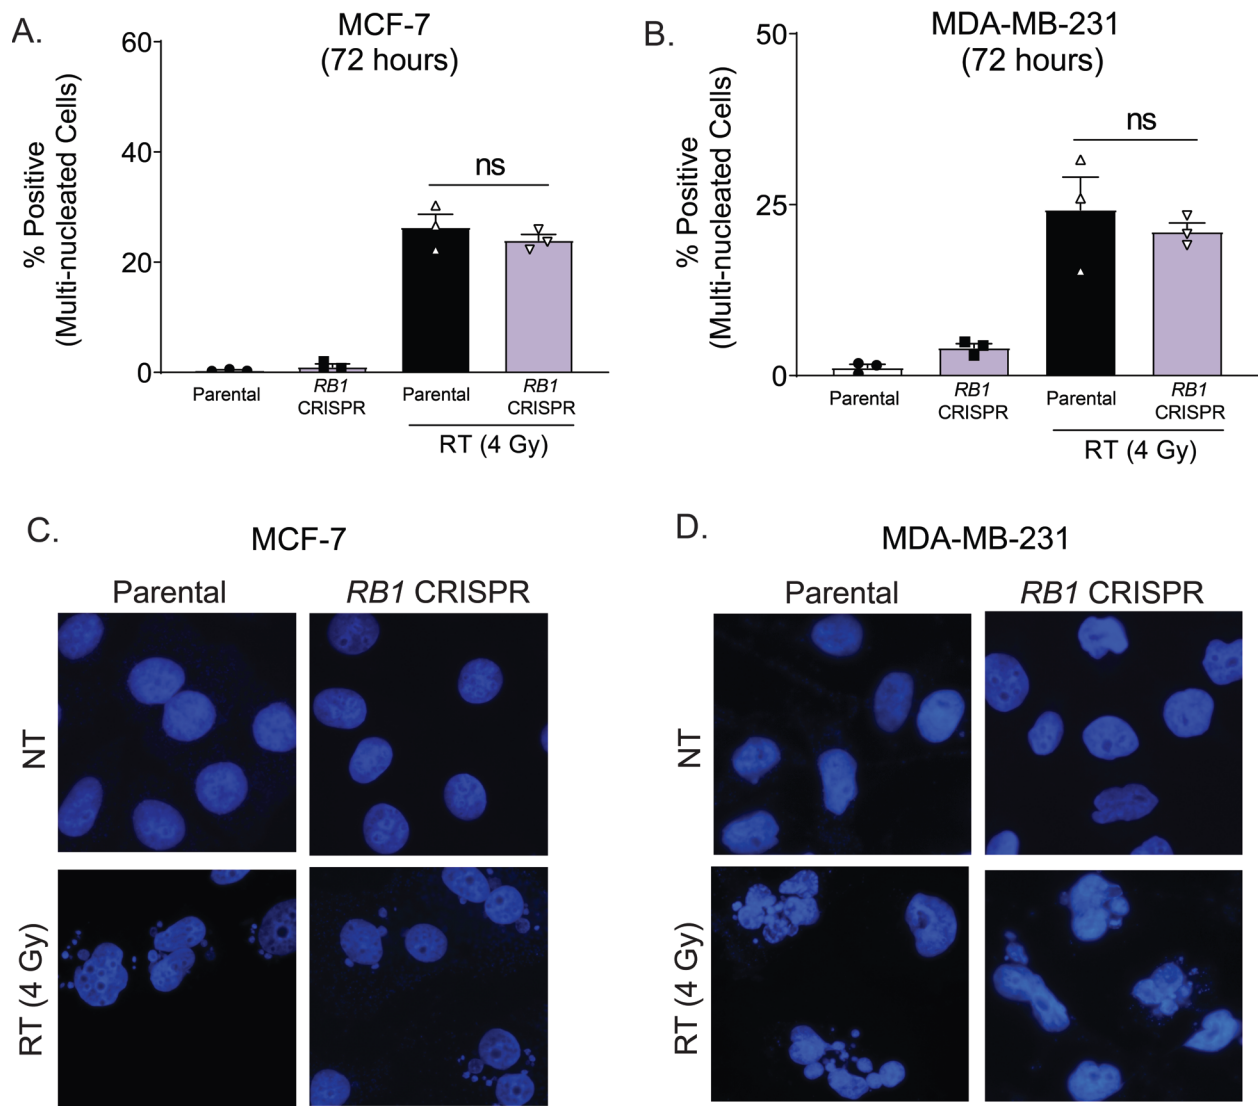 A.
MCF-7
(72 hours)
% Positive
(Multi-nucleated Cells)
60
40
20
0
ns
Parental
RB1
CRISPR
Parental
RB1
CRISPR
RT (4 Gy)
B.
MDA-MB-231
(72 hours)
% Positive
(Multi-nucleated Cells)
50
25
0
ns
Parental
RB1
CRISPR
Parental
RB1
CRISPR
RT (4 Gy)
C.
MCF-7
Parental
RB1 CRISPR
NT
RT (4 Gy)
D.
MDA-MB-231
Parental
RB1 CRISPR
NT
RT (4 Gy)